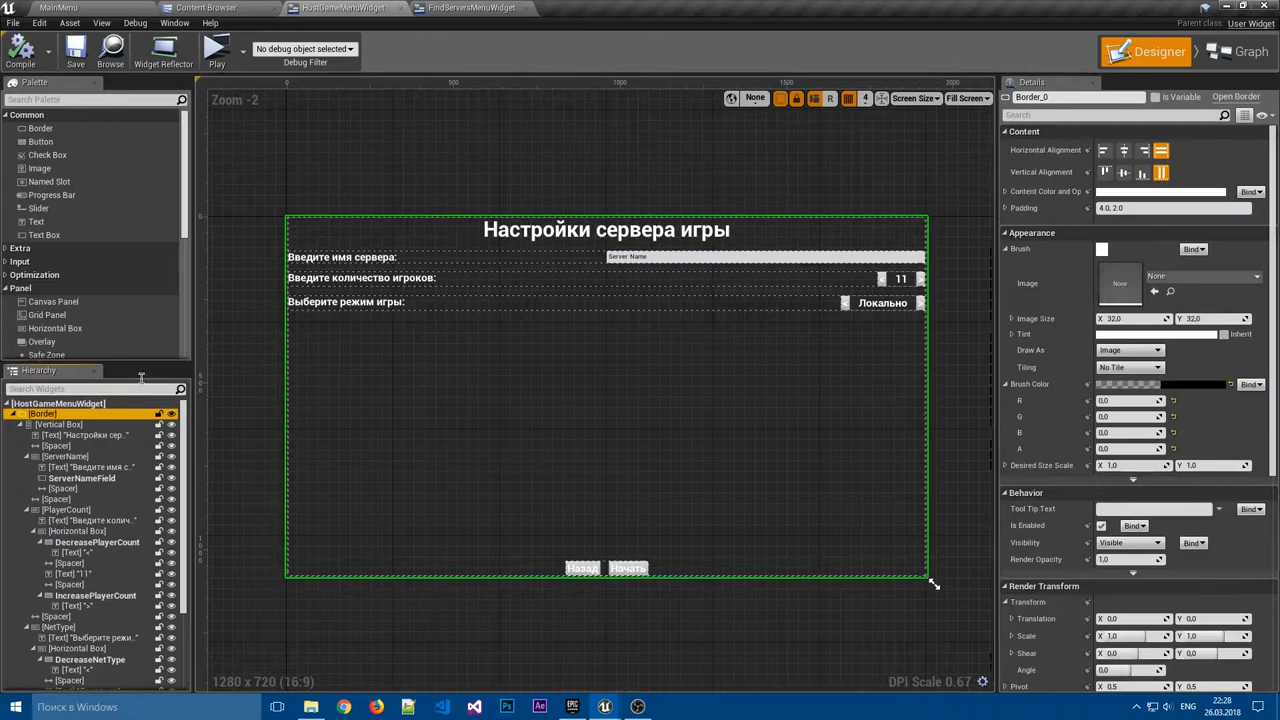 MainMenu
Content Browser
HostGameMenuWidget
FindServersMenuWidget
File Edit Asset View Debug Window Help
Parent class: User Widget
Compile
Save
Browse
Widget Reflector
Play
No debug object selected
Debug Filter
Designer
Graph
Palette
Search Palette
Common
Border
Button
Check Box
Image
Named Slot
Progress Bar
Slider
Text
Text Box
Extra
Input
Optimization
Panel
Canvas Panel
Grid Panel
Horizontal Box
Overlay
Safe Zone
Hierarchy
Search Widgets
[HostGameMenuWidget]
[Border]
[Vertical Box]
[Text] "Настройки сер.."
[Spacer]
[ServerName]
[Text] "Введите имя с..
ServerNameField
[Spacer]
[Spacer]
[PlayerCount]
[Text] "Введите колич.."
[Horizontal Box]
DecreasePlayerCount
[Text] "<"
[Spacer]
[Text] "11"
[Spacer]
IncreasePlayerCount
[Text] ">"
[Spacer]
[NetType]
[Text] "Выберите режи.."
[Horizontal Box]
DecreaseNetType
[Text] "<"
[Spacer]
0 500 1000 1500 2000
Zoom -2
None
R
4
Screen Size
Fill Screen
Настройки сервера игры
Введите имя сервера:
Server Name
Введите количество игроков:
< 11 >
Выберите режим игры:
< Локально >
Назад
Начать
1280 x 720 (16:9)
DPI Scale 0.67
Details
Border_0
Is Variable
Open Border
Search
Content
Horizontal Alignment
Vertical Alignment
Content Color and Op
Bind
Padding
4.0, 2.0
Appearance
Brush
Bind
Image
None
None
Image Size
X 32,0
Y 32,0
Tint
Inherit
Draw As
Image
Tiling
No Tile
Brush Color
Bind
R 0,0
G 0,0
B 0,0
A 0,0
Desired Size Scale
X 1,0
Y 1,0
Behavior
Tool Tip Text
Bind
Is Enabled
Bind
Visibility
Visible
Bind
Render Opacity
1,0
Render Transform
Transform
Translation
X 0,0
Y 0,0
Scale
X 1,0
Y 1,0
Shear
X 0,0
Y 0,0
Angle
0,0
Pivot
X 0,5
Y 0,5
Поиск в Windows
Ps
Ae
22:28
26.03.2018